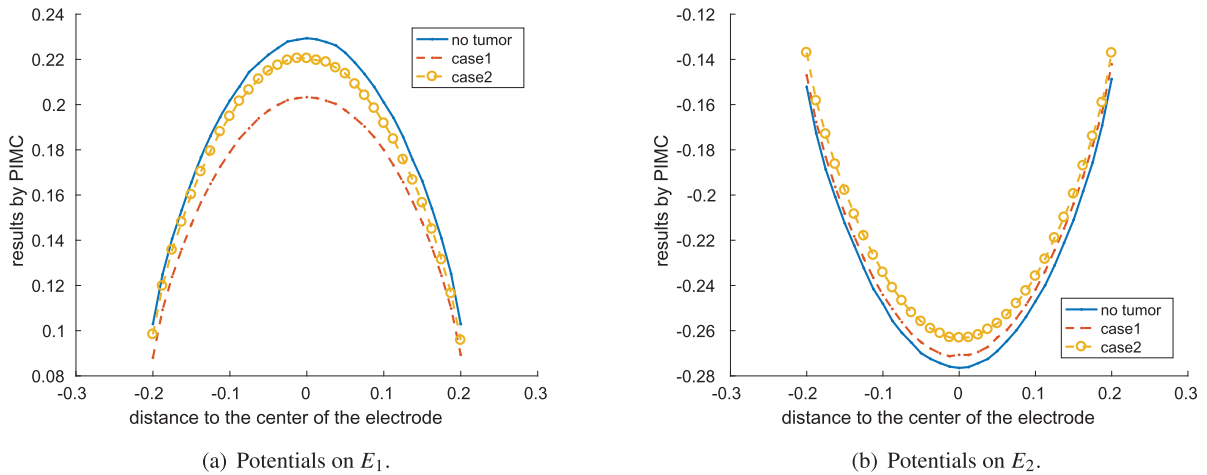 0.24
0.22
0.2
0.18
0.16
0.14
0.12
0.1
0.08
results by PIMC
-0.3 -0.2 -0.1 0 0.1 0.2 0.3
distance to the center of the electrode
no tumor
case1
case2
(a) Potentials on E1.
-0.12
-0.14
-0.16
-0.18
-0.2
-0.22
-0.24
-0.26
-0.28
results by PIMC
-0.3 -0.2 -0.1 0 0.1 0.2 0.3
distance to the center of the electrode
no tumor
case1
case2
(b) Potentials on E2.